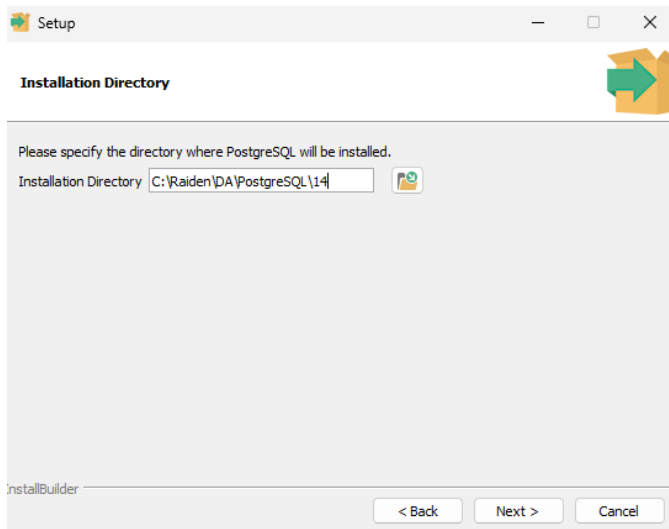 Setup
Installation Directory
Please specify the directory where PostgreSQL will be installed.
Installation Directory C:\Raiden\DA\PostgreSQL\14
InstallBuilder
< Back Next > Cancel